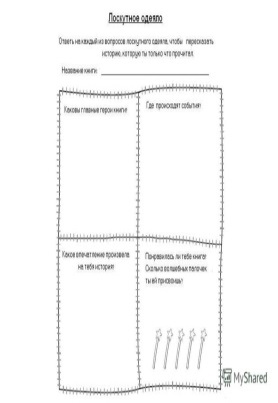 Лоскутное одеяло
Ответь на каждый из вопросов лоскутного одеяла, чтобы пересказать
историю, которую ты только что прочитал.
Название книги
Каковы главные герои книги?
Где происходят события?
Какое впечатление произвела
на тебя история?
Понравилась ли тебе книга?
Сколько волшебных палочек
ты ей присвоишь?
MyShared